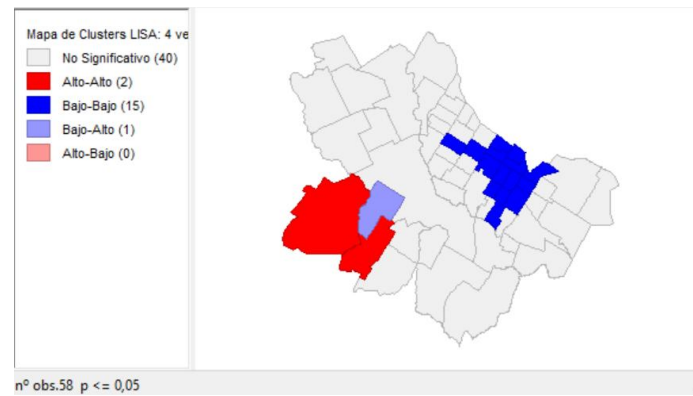 Mapa de Clusters LISA: 4 ve
No Significativo (40)
Alto-Alto (2)
Bajo-Bajo (15)
Bajo-Alto (1)
Alto-Bajo (0)
nº obs.58 p <= 0,05